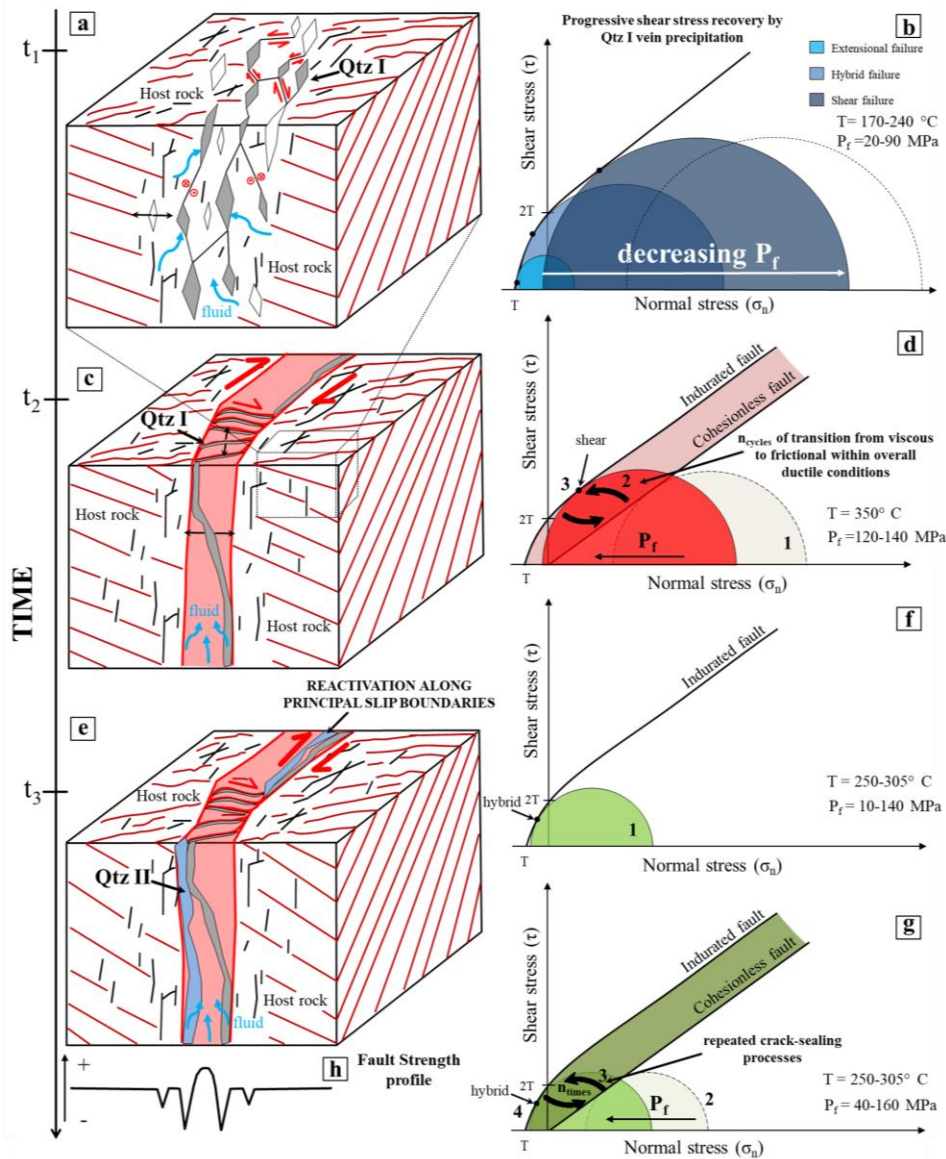 TIME
t1
a
Qtz I
Host rock
Host rock
fluid
Progressive shear stress recovery by
Qtz I vein precipitation
b
Extensional failure
Hybrid failure
Shear failure
T= 170-240 °C
Pf =20-90 MPa
Shear stress (τ)
2T
decreasing Pf
T
Normal stress (σn)
t2
c
Qtz I
Host rock
fluid
Host rock
d
Shear stress (τ)
Indurated fault
Cohesionless fault
ncycles of transition from viscous
to frictional within overall
ductile conditions
shear
3
2
2T
1
T = 350° C
Pf =120-140 MPa
Pf
T
Normal stress (σn)
REACTIVATION ALONG
PRINCIPAL SLIP BOUNDARIES
t3
e
Host rock
Qtz II
Host rock
fluid
f
Shear stress (τ)
Indurated fault
T = 250-305° C
Pf =10-140 MPa
2T
hybrid
1
T
Normal stress (σn)
g
Shear stress (τ)
Indurated fault
Cohesionless fault
repeated crack-sealing
processes
2T
hybrid
4
ntimes
3
Pf
2
T = 250-305° C
Pf =40-160 MPa
T
Normal stress (σn)
+
-
h
Fault Strength
profile